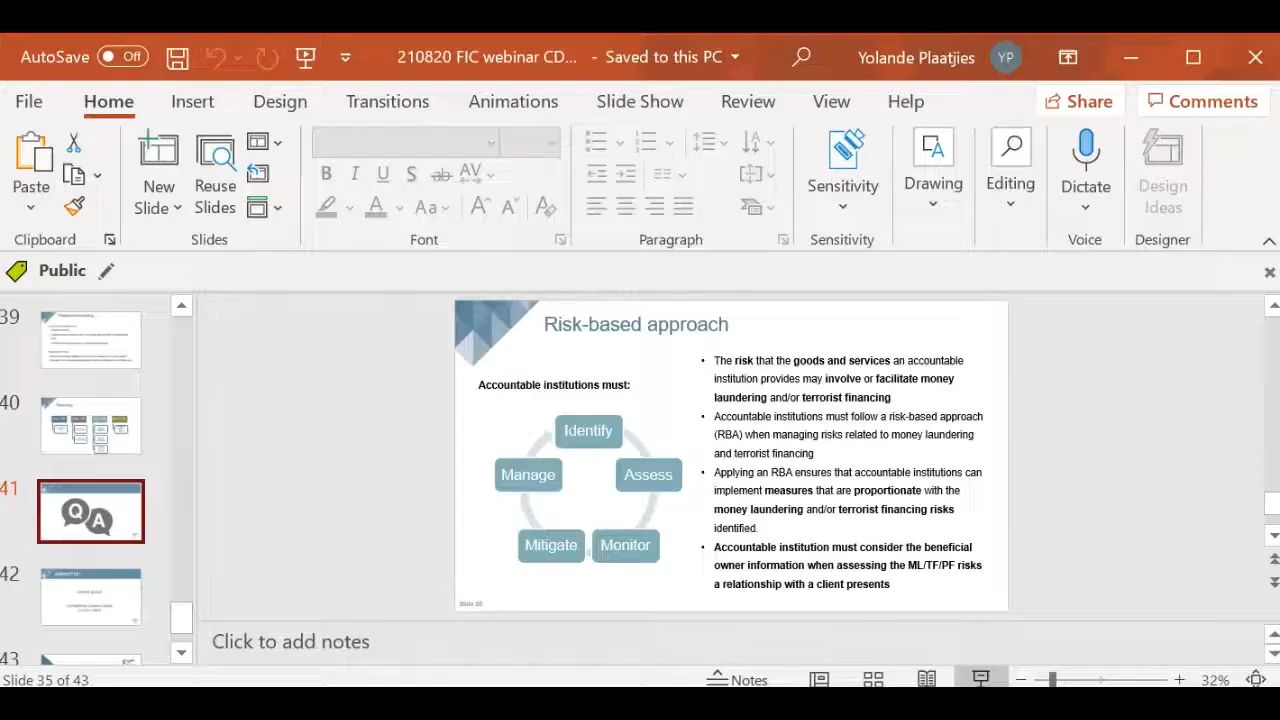 AutoSave Off
210820 FIC webinar CD... - Saved to this PC
Yolande Plaatjies YP
File Home Insert Design Transitions Animations Slide Show Review View Help Share Comments
Paste
New Slide
Reuse Slides
B I U S ab AV
A Aa A A A
Sensitivity
Drawing
Editing
Dictate
Design Ideas
Clipboard Slides Font Paragraph Sensitivity Voice Designer
Public
39
40
41
Q A
42
43
Risk-based approach
Accountable institutions must:
Identify
Assess
Monitor
Mitigate
Manage
• The risk that the goods and services an accountable
institution provides may involve or facilitate money
laundering and/or terrorist financing
• Accountable institutions must follow a risk-based approach
(RBA) when managing risks related to money laundering
and terrorist financing
• Applying an RBA ensures that accountable institutions can
implement measures that are proportionate with the
money laundering and/or terrorist financing risks
identified.
• Accountable institution must consider the beneficial
owner information when assessing the ML/TF/PF risks
a relationship with a client presents
Click to add notes
Slide 35 of 43
Notes
32%